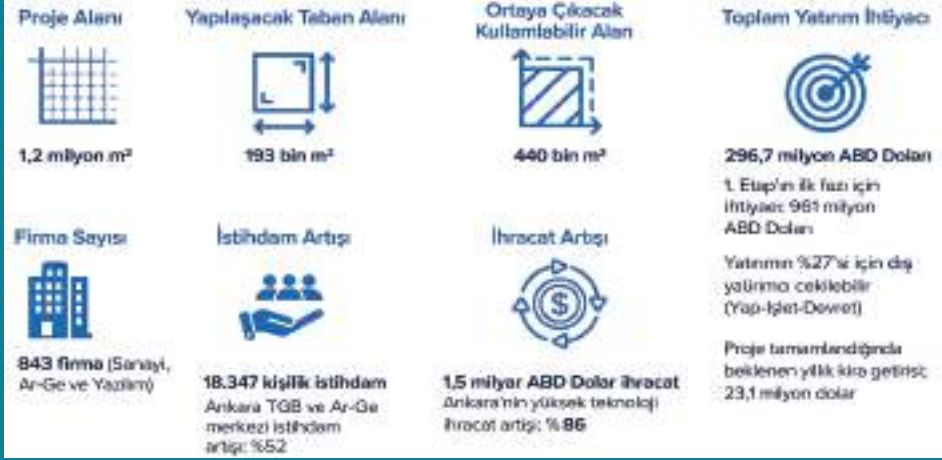 Proje Alanı
1,2 milyon m²
Yapılaşacak Taban Alanı
193 bin m²
Ortaya Çıkacak
Kullanılabilir Alan
440 bin m²
Toplam Yatırım İhtiyacı
296,7 milyon ABD Doları
1. Etap'ın ilk fazı için
ihtiyaç: 961 milyon
ABD Doları
Yatırımın %27'si için dış
yatırımcı çekilebilir
(Yap-İşlet-Devret)
Proje tamamlandığında
beklenen yıllık kira getirisi:
23,1 milyon dolar
Firma Sayısı
843 firma (Sanayi,
Ar-Ge ve Yazılım)
İstihdam Artışı
18.347 kişilik istihdam
Ankara TGB ve Ar-Ge
merkezi istihdam
artışı: %52
İhracat Artışı
1,5 milyar ABD Dolar ihracat
Ankara'nin yüksek teknoloji
ihracat artişi: %86